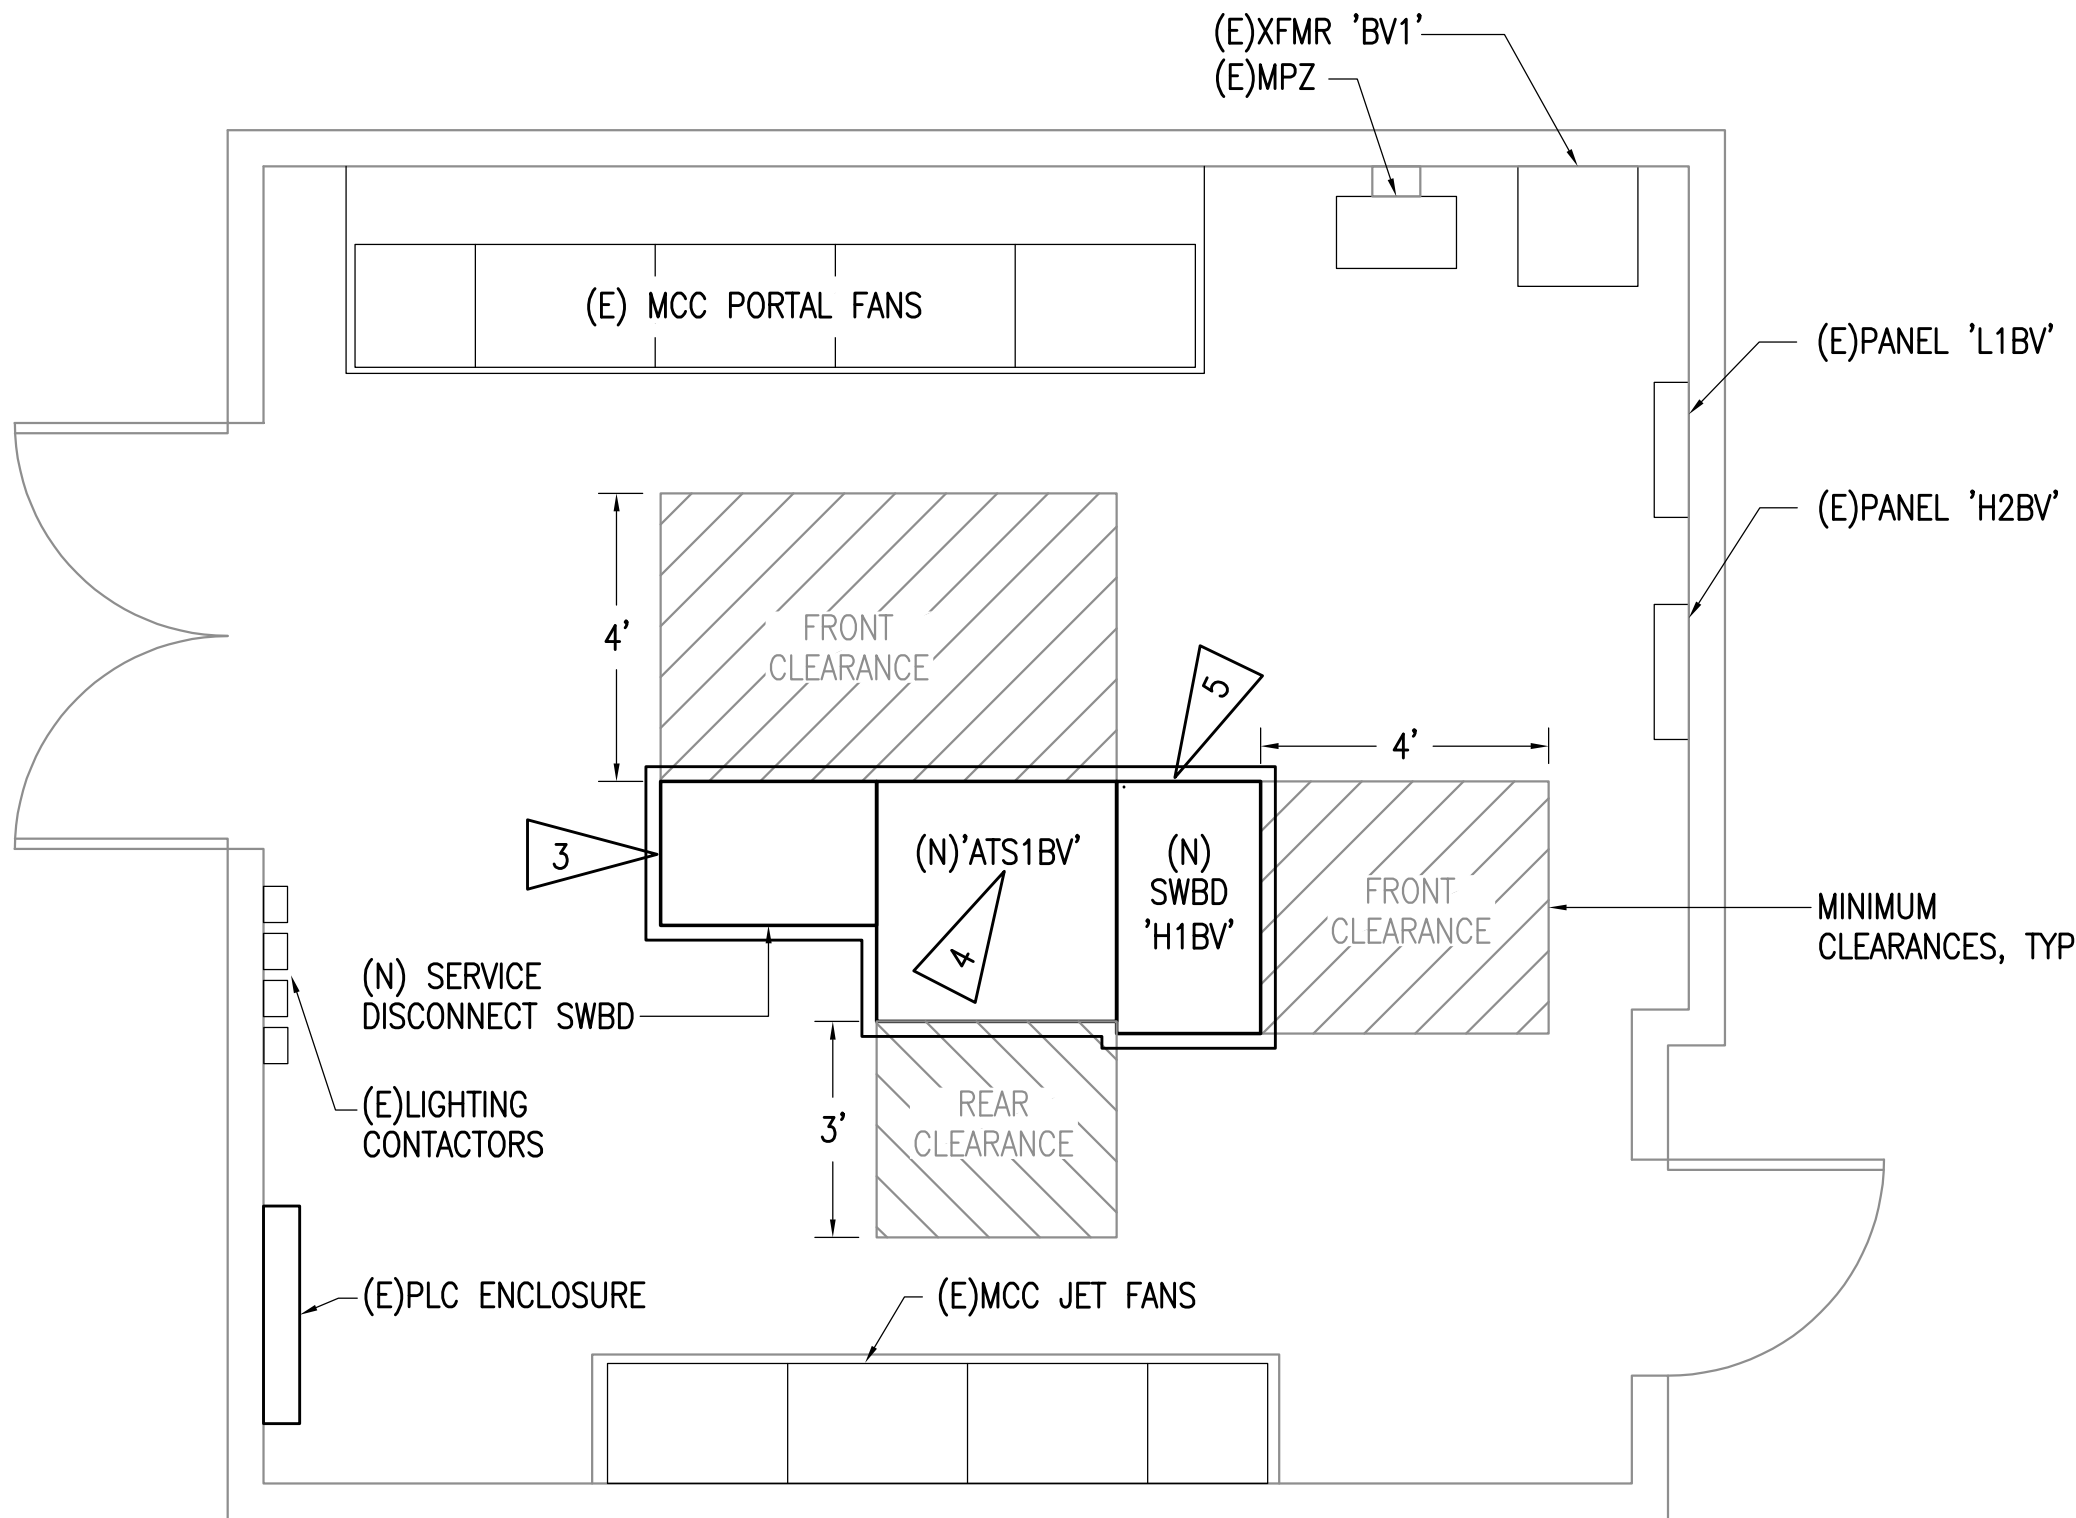 (E)XFMR 'BV1'
(E)MPZ
(E) MCC PORTAL FANS
(E)PANEL 'L1BV'
(E)PANEL 'H2BV'
4'
FRONT
CLEARANCE
5
4'
3
(N)'ATS1BV'
4
(N)
SWBD
'H1BV'
FRONT
CLEARANCE
MINIMUM
CLEARANCES, TYP
(N) SERVICE
DISCONNECT SWBD
(E)LIGHTING
CONTACTORS
3'
REAR
CLEARANCE
(E)PLC ENCLOSURE
(E)MCC JET FANS